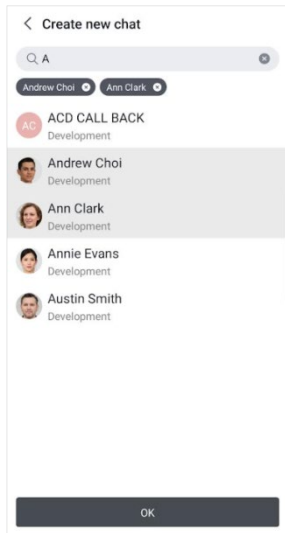 Create new chat
A
Andrew Choi Ann Clark
AC
ACD CALL BACK
Development
Andrew Choi
Development
Ann Clark
Development
Annie Evans
Development
Austin Smith
Development
OK